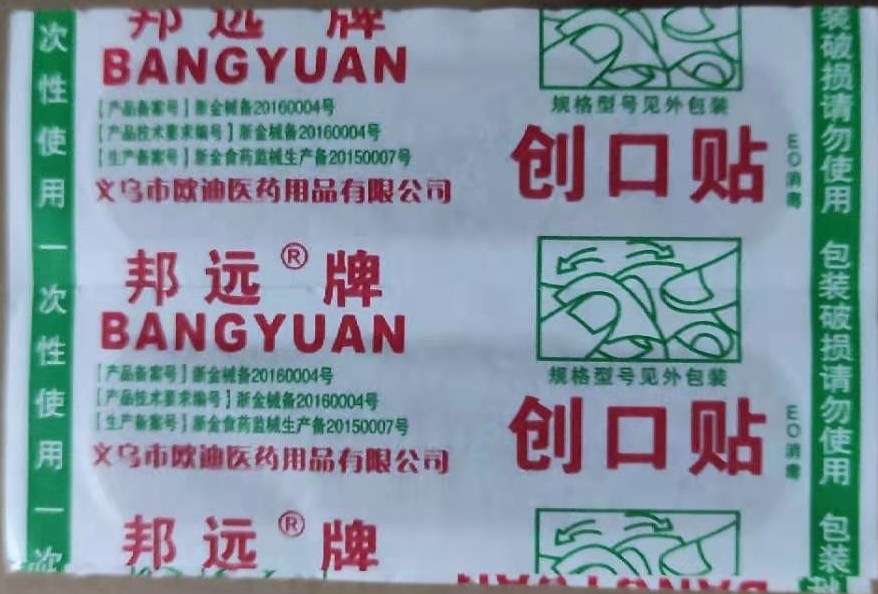 邦远牌
BANGYUAN
【产品备案号】浙金械备20160004号
【产品技术要求编号】浙金械备20160004号
【生产备案号】浙金食药监械生产备20150007号
义乌市欧迪医药用品有限公司
规格型号见外包装
创口贴
EO消毒
邦远®牌
BANGYUAN
【产品备案号】浙金械备20160004号
【产品技术要求编号】浙金械备20160004号
【生产备案号】浙金食药监械生产备20150007号
义乌市欧迪医药用品有限公司
规格型号见外包装
创口贴
EO消毒
邦远®牌
次性使用 一次性使用 一次
装破损请勿使用 包装破损请勿使用 包装